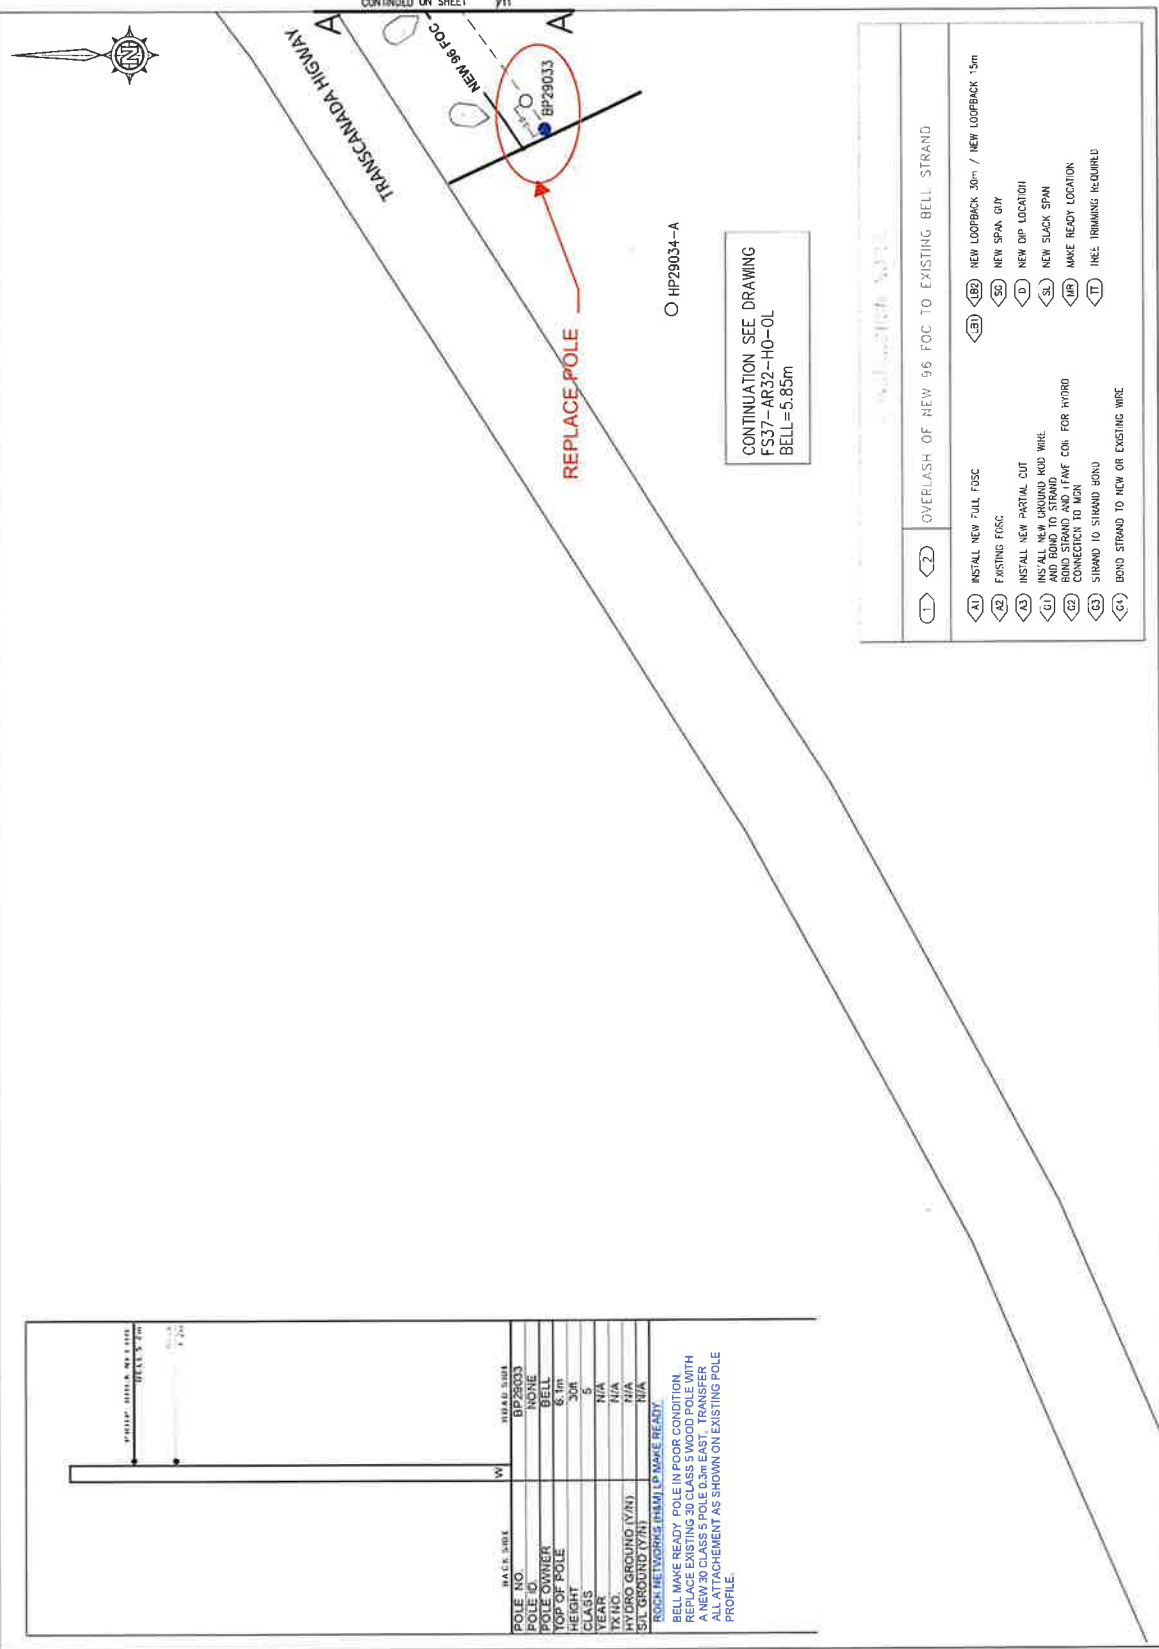 BACK SIDE W ROAD SIDE
POLE NO. BP29033
POLE ID. NONE
POLE OWNER BELL
TOP OF POLE 6.1m
HEIGHT 30ft
CLASS 5
YEAR N/A
TX NO. N/A
HYDRO GROUND (Y/N) N/A
S/L GROUND (Y/N) N/A
ROCK NETWORKS (H&M) LP MAKE READY
BELL MAKE READY POLE IN POOR CONDITION.
REPLACE EXISTING 30 CLASS 5 WOOD POLE WITH
A NEW 30 CLASS 5 POLE 0.3m EAST. TRANSFER
ALL ATTACHEMENT AS SHOWN ON EXISTING POLE
PROFILE.
N
TRANSCANADA HIGWAY
A
CONTINUED ON SHEET
A
NEW 96 FOC
BP29033
REPLACE POLE
HP29034-A
CONTINUATION SEE DRAWING
FS37-AR32-HO-OL
BELL=5.85m
1 2 OVERLASH OF NEW 96 FOC TO EXISTING BELL STRAND
A1 INSTALL NEW FULL FOSC
A2 EXISTING FOSC
A3 INSTALL NEW PARTIAL CUT
G1 INSTALL NEW GROUND ROD WIRE
AND BOND TO STRAND
G2 BOND STRAND AND LEAVE COIL FOR HYDRO
CONNECTION TO MGN
G3 STRAND TO STRAND BOND
G4 BOND STRAND TO NEW OR EXISTING WIRE
LB1 LB2 NEW LOOPBACK 30m / NEW LOOPBACK 15m
SG NEW SPAN GUY
D NEW DIP LOCATION
SL NEW SLACK SPAN
MR MAKE READY LOCATION
TT TREE TRIMMING REQUIRED